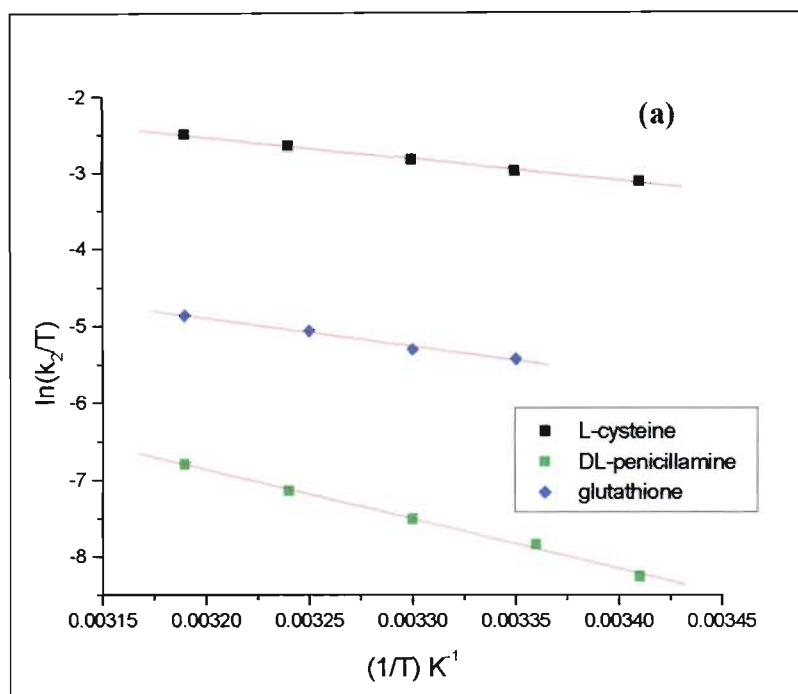 (a)
-2
-3
-4
-5
-6
-7
-8
ln(k₂/T)
L-cysteine
DL-penicillamine
glutathione
0.00315 0.00320 0.00325 0.00330 0.00335 0.00340 0.00345
(1/T) K⁻¹